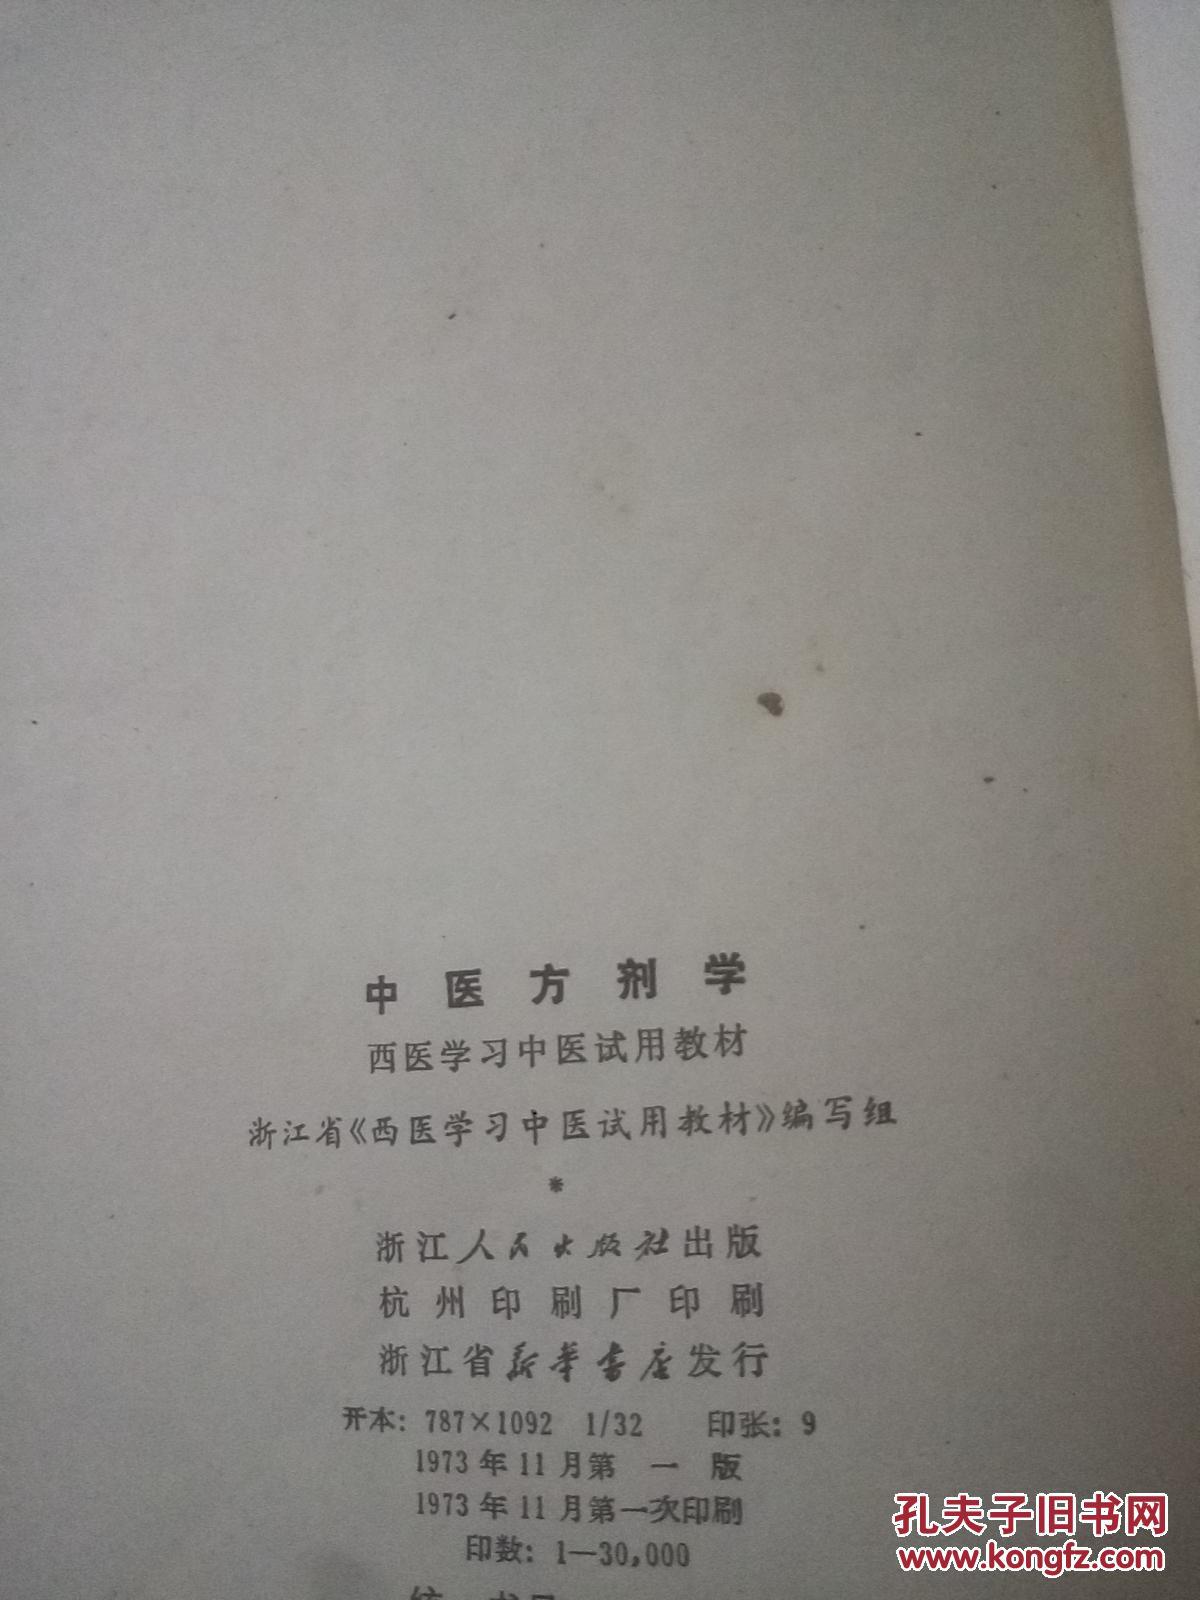 中医方剂学
西医学习中医试用教材
浙江省《西医学习中医试用教材》编写组
*
浙江人民出版社出版
杭州印刷厂印刷
浙江省新华书店发行
开本：787×1092 1/32 印张：9
1973年11月第一版
1973年11月第一次印刷
印数：1—30,000
孔夫子旧书网
www.kongfz.com